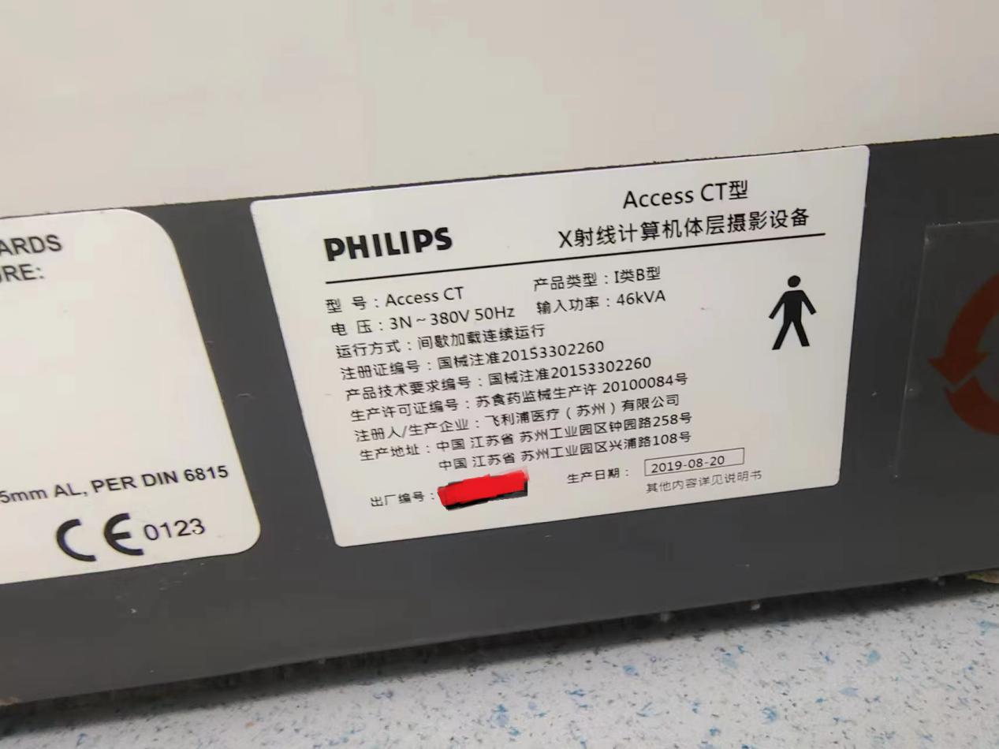 ARDS
URE:
5mm AL, PER DIN 6815
CE 0123
PHILIPS
Access CT型
X射线计算机体层摄影设备
型 号：Access CT 产品类型：I类B型
电 压：3N～380V 50Hz 输入功率：46kVA
运行方式：间歇加载连续运行
注册证编号：国械注准20153302260
产品技术要求编号：国械注准20153302260
生产许可证编号：苏食药监械生产许 20100084号
注册人/生产企业：飞利浦医疗（苏州）有限公司
生产地址：中国 江苏省 苏州工业园区钟园路258号
中国 江苏省 苏州工业园区兴浦路108号
出厂编号： 生产日期： 2019-08-20
其他内容详见说明书